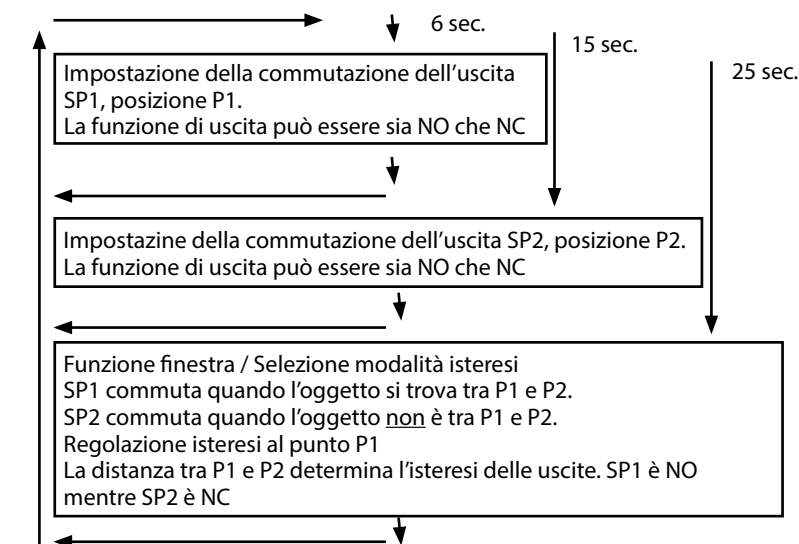 6 sec.
15 sec.
25 sec.
Impostazione della commutazione dell'uscita
SP1, posizione P1.
La funzione di uscita può essere sia NO che NC
Impostazine della commutazione dell'uscita SP2, posizione P2.
La funzione di uscita può essere sia NO che NC
Funzione finestra / Selezione modalità isteresi
SP1 commuta quando l'oggetto si trova tra P1 e P2.
SP2 commuta quando l'oggetto non è tra P1 e P2.
Regolazione isteresi al punto P1
La distanza tra P1 e P2 determina l'isteresi delle uscite. SP1 è NO
mentre SP2 è NC